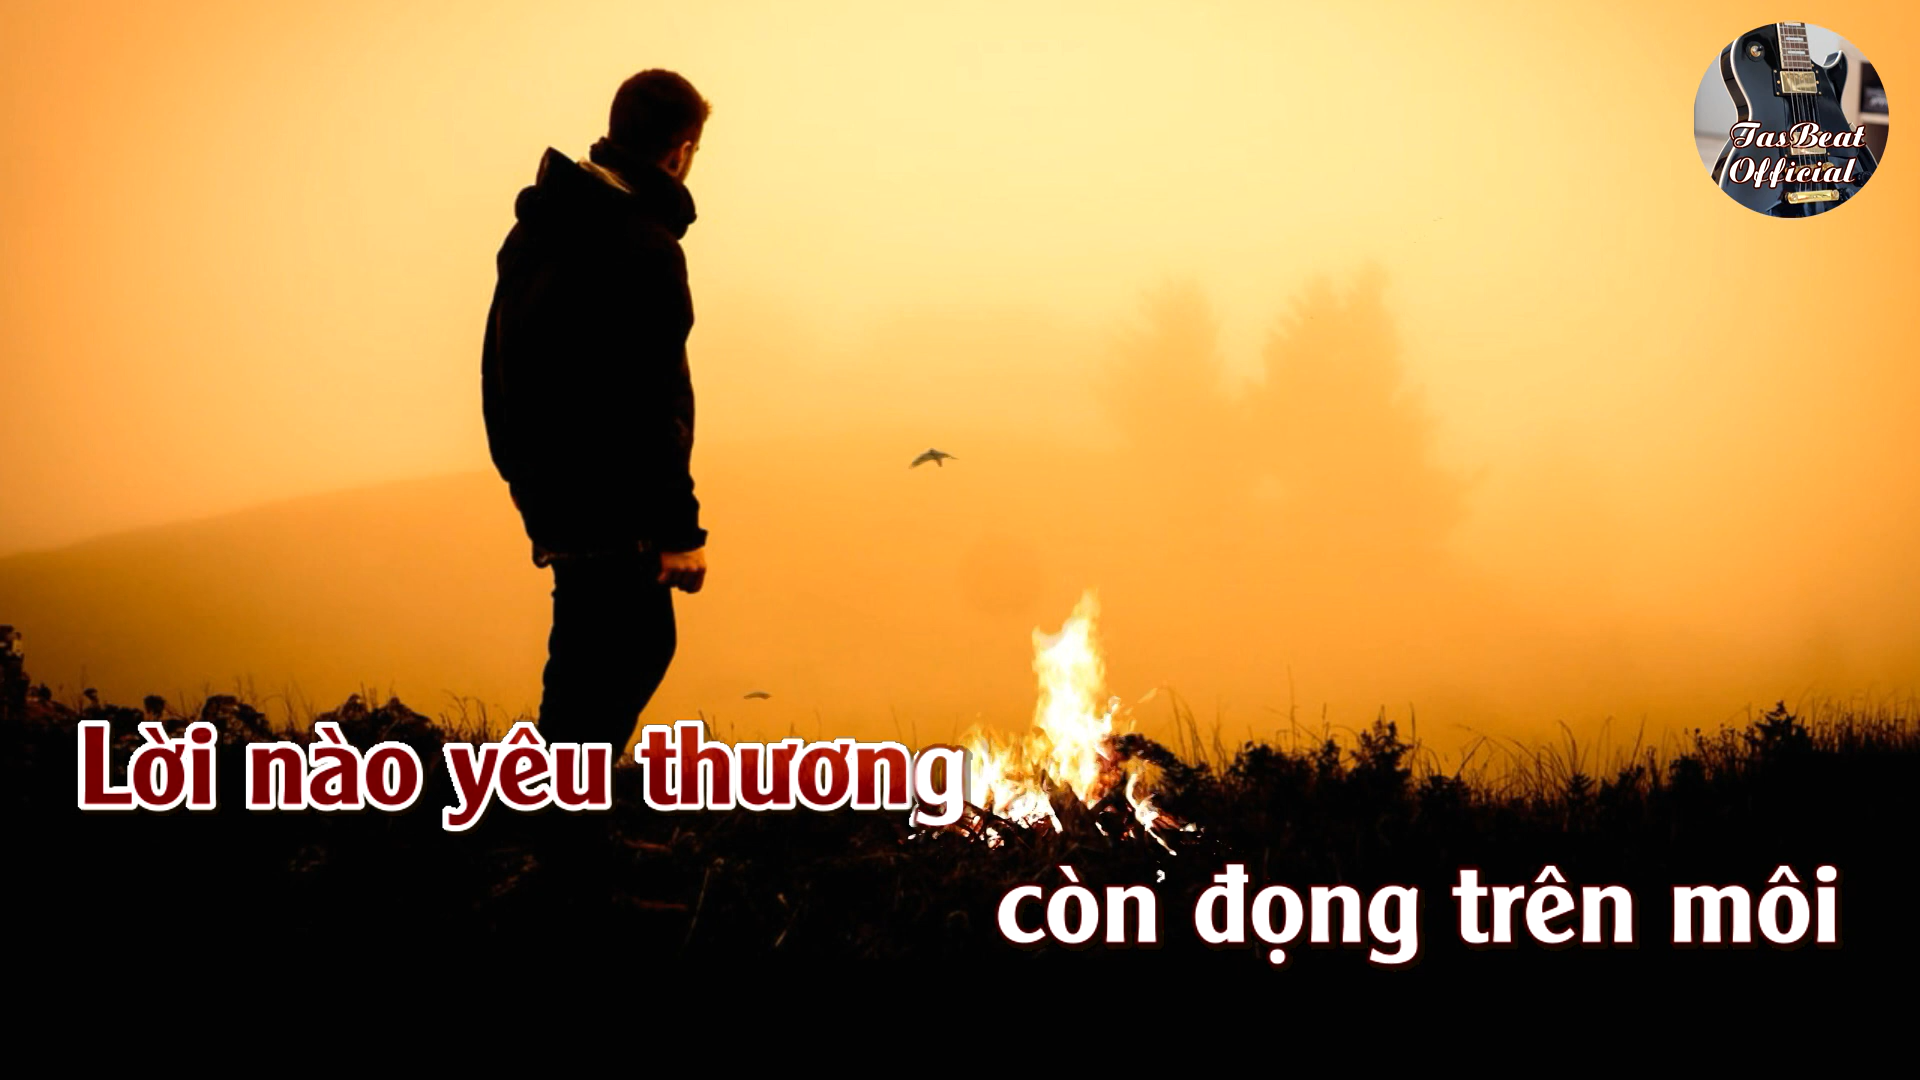 TasBeat
Official
Lời nào yêu thương
còn đọng trên môi